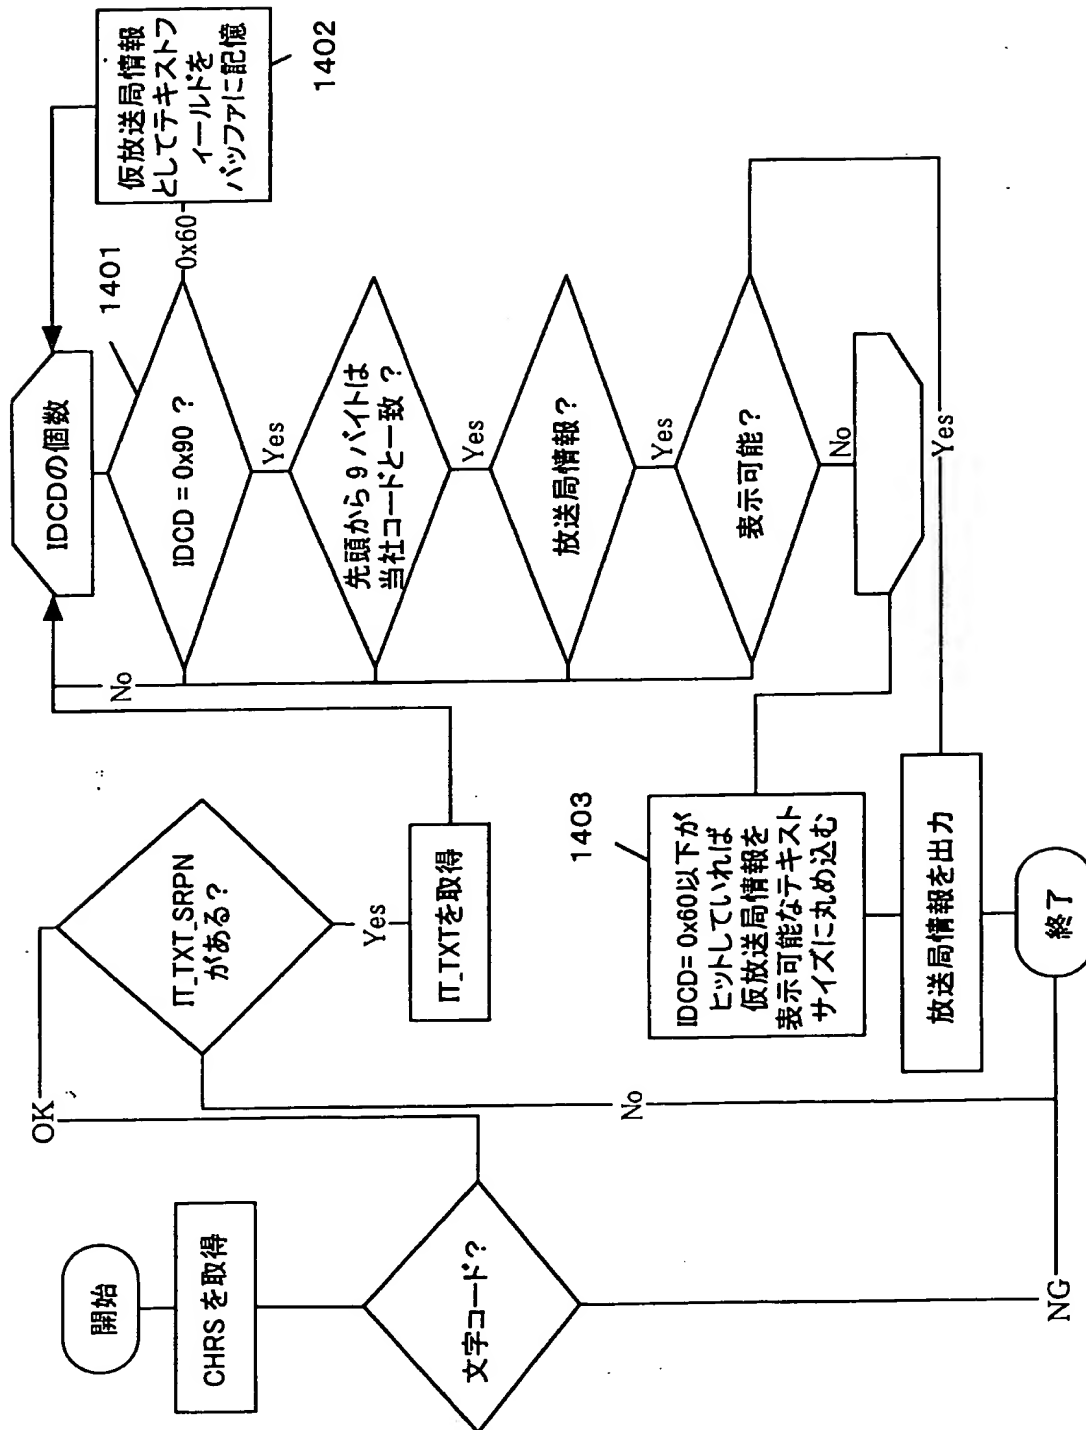 開始
CHRSを取得
文字コード？
OK
NG
IT_TXT_SRPN
がある？
Yes
No
IT_TXTを取得
IDCDの個数
No
IDCD = 0x90 ?
1401
0x60
仮放送局情報
としてテキストフ
ィールドを
バッファに記憶
1402
Yes
先頭から 9 バイトは
当社コードと一致？
Yes
放送局情報？
Yes
表示可能？
No
Yes
1403
IDCD=0x60以下が
ヒットしていれば
仮放送局情報を
表示可能なテキスト
サイズに丸め込む
放送局情報を出力
終了